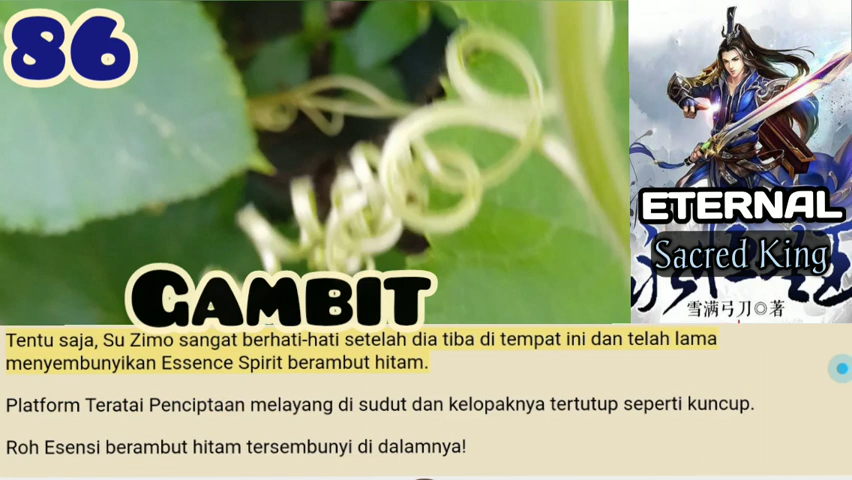 86
GAMBIT
ETERNAL
Sacred King
雪满弓刀◎著
Tentu saja, Su Zimo sangat berhati-hati setelah dia tiba di tempat ini dan telah lama
menyembunyikan Essence Spirit berambut hitam.
Platform Teratai Penciptaan melayang di sudut dan kelopaknya tertutup seperti kuncup.
Roh Esensi berambut hitam tersembunyi di dalamnya!